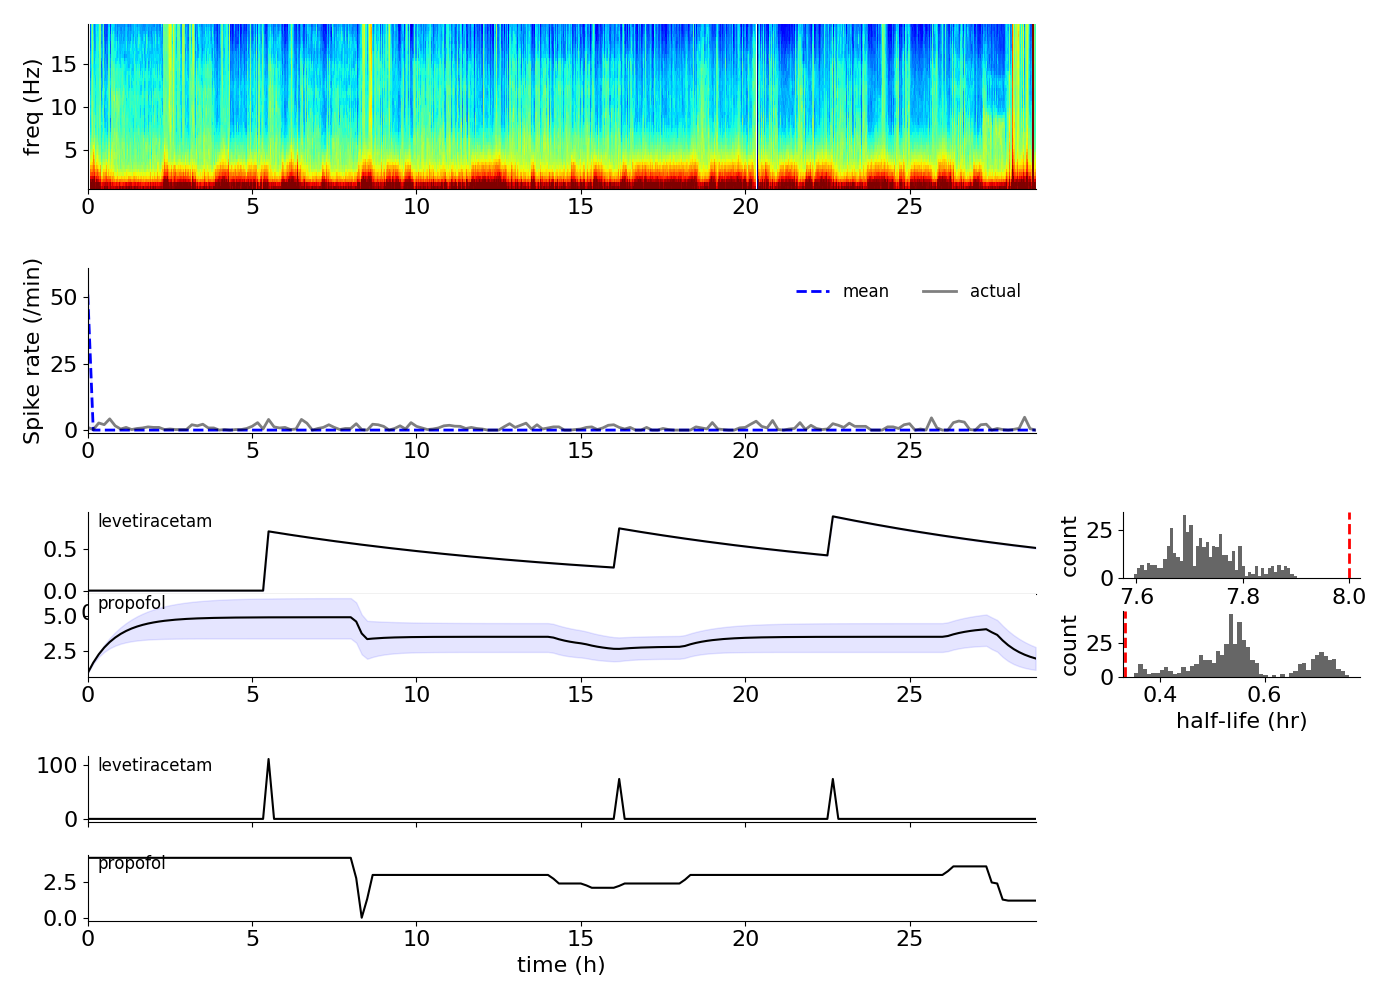 freq (Hz)
15
10
5
0 5 10 15 20 25
Spike rate (/min)
50
25
0
mean actual
0 5 10 15 20 25
levetiracetam
0.5
0.0
count
25
0
7.6 7.8 8.0
propofol
5.0
2.5
0 5 10 15 20 25
count
25
0
0.4 0.6
half-life (hr)
levetiracetam
100
0
propofol
2.5
0.0
0 5 10 15 20 25
time (h)